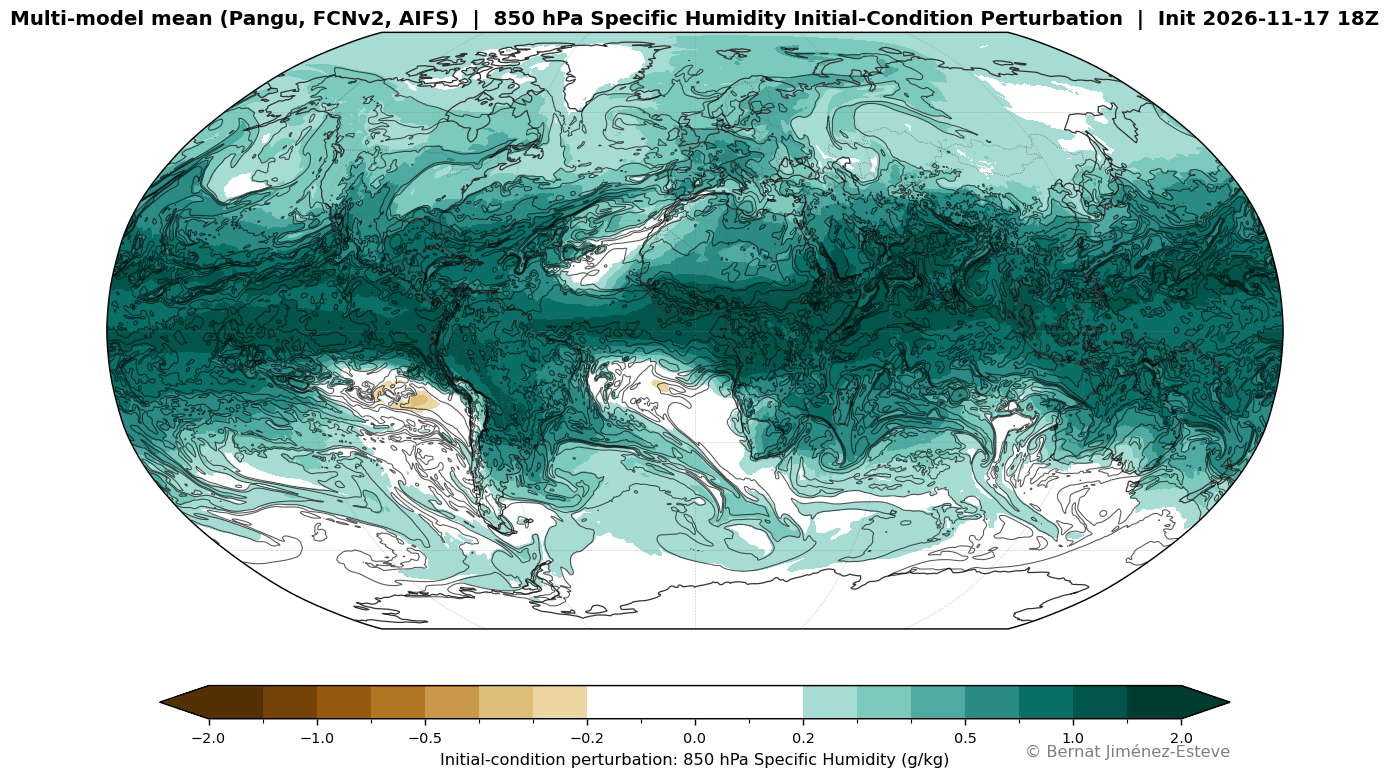 Multi-model mean (Pangu, FCNv2, AIFS)  |  850 hPa Specific Humidity Initial-Condition Perturbation  |  Init 2026-11-17 18Z
−2.0 −1.0 −0.5 −0.2 0.0 0.2 0.5 1.0 2.0
© Bernat Jiménez-Esteve
Initial-condition perturbation: 850 hPa Specific Humidity (g/kg)